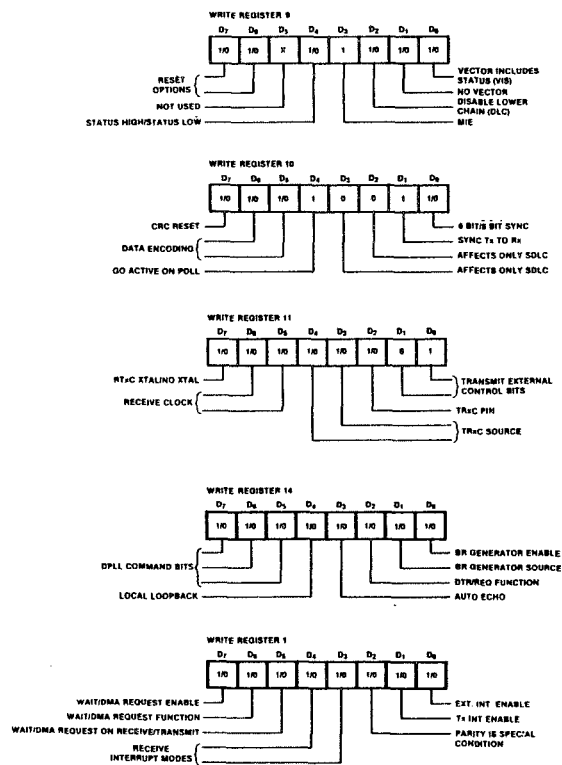 WRITE REGISTER 9
D7 D6 D5 D4 D3 D2 D1 D0
1/0 1/0 X 1/0 1 1/0 1/0 1/0
RESET
OPTIONS
NOT USED
STATUS HIGH/STATUS LOW
VECTOR INCLUDES
STATUS (VIS)
NO VECTOR
DISABLE LOWER
CHAIN (DLC)
MIE
WRITE REGISTER 10
D7 D6 D5 D4 D3 D2 D1 D0
1/0 1/0 1/0 1 0 0 1 1/0
CRC RESET
DATA ENCODING
GO ACTIVE ON POLL
6 BIT/8 BIT SYNC
SYNC Tx TO Rx
AFFECTS ONLY SDLC
AFFECTS ONLY SDLC
WRITE REGISTER 11
D7 D6 D5 D4 D3 D2 D1 D0
1/0 1/0 1/0 1/0 1/0 1/0 0 1
RTxC XTAL/NO XTAL
RECEIVE CLOCK
TRANSMIT EXTERNAL
CONTROL BITS
TRxC PIN
TRxC SOURCE
WRITE REGISTER 14
D7 D6 D5 D4 D3 D2 D1 D0
1/0 1/0 1/0 1/0 1/0 1/0 1/0 1/0
DPLL COMMAND BITS
LOCAL LOOPBACK
BR GENERATOR ENABLE
BR GENERATOR SOURCE
DTR/REQ FUNCTION
AUTO ECHO
WRITE REGISTER 1
D7 D6 D5 D4 D3 D2 D1 D0
1/0 1/0 1/0 1/0 1/0 1/0 1/0 1/0
WAIT/DMA REQUEST ENABLE
WAIT/DMA REQUEST FUNCTION
WAIT/DMA REQUEST ON RECEIVE/TRANSMIT
RECEIVE
INTERRUPT MODES
EXT. INT ENABLE
Tx INT ENABLE
PARITY IS SPECIAL
CONDITION